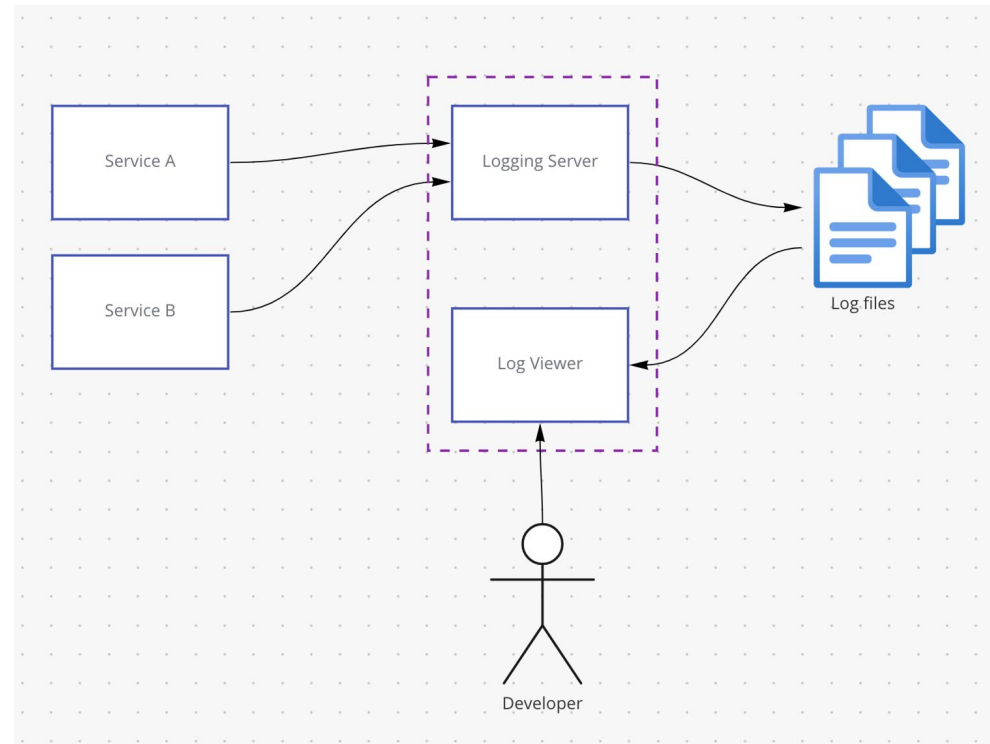 Service A
Logging Server
Service B
Log files
Log Viewer
Developer